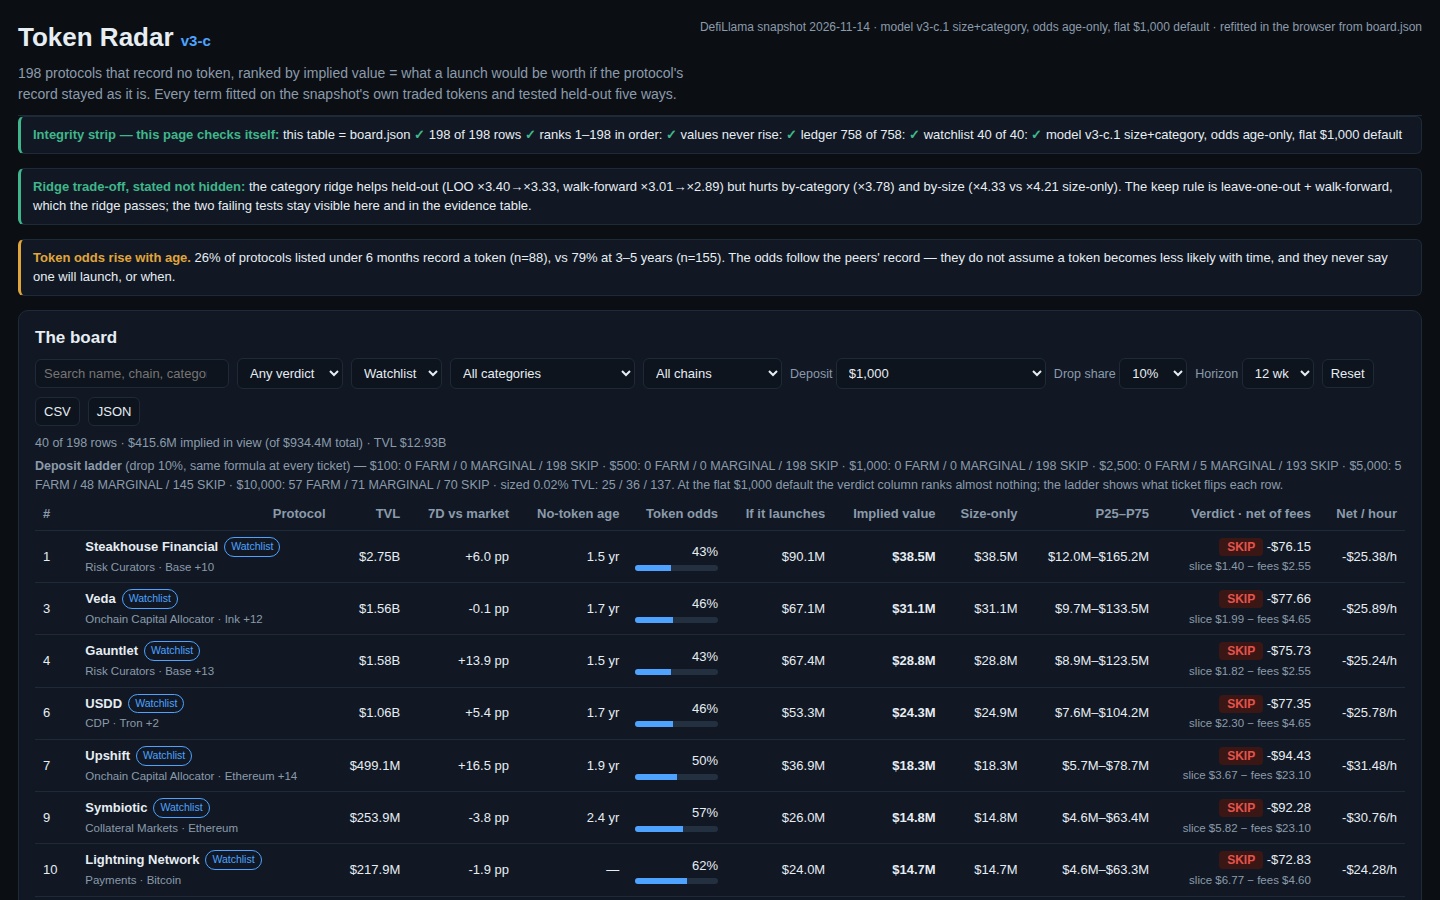 Token Radar v3-c
DefiLlama snapshot 2026-11-14 · model v3-c.1 size+category, odds age-only, flat $1,000 default · refitted in the browser from board.json
198 protocols that record no token, ranked by implied value = what a launch would be worth if the protocol's
record stayed as it is. Every term fitted on the snapshot's own traded tokens and tested held-out five ways.
Integrity strip — this page checks itself: this table = board.json ✓ 198 of 198 rows ✓ ranks 1–198 in order: ✓ values never rise: ✓ ledger 758 of 758: ✓ watchlist 40 of 40: ✓ model v3-c.1 size+category, odds age-only, flat $1,000 default
Ridge trade-off, stated not hidden: the category ridge helps held-out (LOO ×3.40→×3.33, walk-forward ×3.01→×2.89) but hurts by-category (×3.78) and by-size (×4.33 vs ×4.21 size-only). The keep rule is leave-one-out + walk-forward,
which the ridge passes; the two failing tests stay visible here and in the evidence table.
Token odds rise with age. 26% of protocols listed under 6 months record a token (n=88), vs 79% at 3–5 years (n=155). The odds follow the peers' record — they do not assume a token becomes less likely with time, and they never say
one will launch, or when.
The board
Search name, chain, catego Any verdict Watchlist All categories All chains Deposit $1,000 Drop share 10% Horizon 12 wk Reset
CSV JSON
40 of 198 rows · $415.6M implied in view (of $934.4M total) · TVL $12.93B
Deposit ladder (drop 10%, same formula at every ticket) — $100: 0 FARM / 0 MARGINAL / 198 SKIP · $500: 0 FARM / 0 MARGINAL / 198 SKIP · $1,000: 0 FARM / 0 MARGINAL / 198 SKIP · $2,500: 0 FARM / 5 MARGINAL / 193 SKIP · $5,000: 5
FARM / 48 MARGINAL / 145 SKIP · $10,000: 57 FARM / 71 MARGINAL / 70 SKIP · sized 0.02% TVL: 25 / 36 / 137. At the flat $1,000 default the verdict column ranks almost nothing; the ladder shows what ticket flips each row.
# Protocol TVL 7D vs market No-token age Token odds If it launches Implied value Size-only P25–P75 Verdict · net of fees Net / hour
1 Steakhouse Financial Watchlist $2.75B +6.0 pp 1.5 yr 43% $90.1M $38.5M $38.5M $12.0M–$165.2M SKIP -$76.15 -$25.38/h
Risk Curators · Base +10 slice $1.40 − fees $2.55
3 Veda Watchlist $1.56B -0.1 pp 1.7 yr 46% $67.1M $31.1M $31.1M $9.7M–$133.5M SKIP -$77.66 -$25.89/h
Onchain Capital Allocator · Ink +12 slice $1.99 − fees $4.65
4 Gauntlet Watchlist $1.58B +13.9 pp 1.5 yr 43% $67.4M $28.8M $28.8M $8.9M–$123.5M SKIP -$75.73 -$25.24/h
Risk Curators · Base +13 slice $1.82 − fees $2.55
6 USDD Watchlist $1.06B +5.4 pp 1.7 yr 46% $53.3M $24.3M $24.9M $7.6M–$104.2M SKIP -$77.35 -$25.78/h
CDP · Tron +2 slice $2.30 − fees $4.65
7 Upshift Watchlist $499.1M +16.5 pp 1.9 yr 50% $36.9M $18.3M $18.3M $5.7M–$78.7M SKIP -$94.43 -$31.48/h
Onchain Capital Allocator · Ethereum +14 slice $3.67 − fees $23.10
9 Symbiotic Watchlist $253.9M -3.8 pp 2.4 yr 57% $26.0M $14.8M $14.8M $4.6M–$63.4M SKIP -$92.28 -$30.76/h
Collateral Markets · Ethereum slice $5.82 − fees $23.10
10 Lightning Network Watchlist $217.9M -1.9 pp — 62% $24.0M $14.7M $14.7M $4.6M–$63.3M SKIP -$72.83 -$24.28/h
Payments · Bitcoin slice $6.77 − fees $4.60